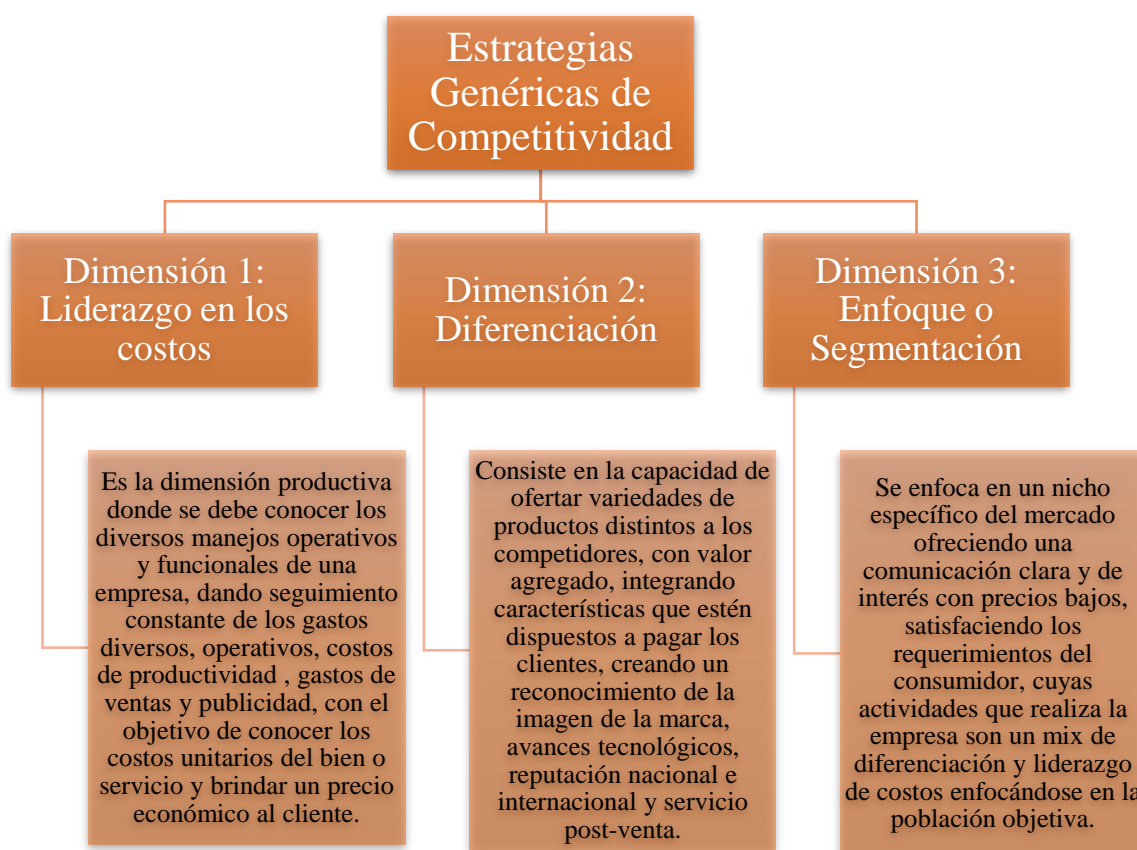 Estrategias
Genéricas de
Competitividad
Dimensión 1:
Liderazgo en los
costos
Es la dimensión productiva
donde se debe conocer los
diversos manejos operativos
y funcionales de una
empresa, dando seguimiento
constante de los gastos
diversos, operativos, costos
de productividad , gastos de
ventas y publicidad, con el
objetivo de conocer los
costos unitarios del bien o
servicio y brindar un precio
económico al cliente.
Dimensión 2:
Diferenciación
Consiste en la capacidad de
ofertar variedades de
productos distintos a los
competidores, con valor
agregado, integrando
características que estén
dispuestos a pagar los
clientes, creando un
reconocimiento de la
imagen de la marca,
avances tecnológicos,
reputación nacional e
internacional y servicio
post-venta.
Dimensión 3:
Enfoque o
Segmentación
Se enfoca en un nicho
específico del mercado
ofreciendo una
comunicación clara y de
interés con precios bajos,
satisfaciendo los
requerimientos del
consumidor, cuyas
actividades que realiza la
empresa son un mix de
diferenciación y liderazgo
de costos enfocándose en la
población objetiva.